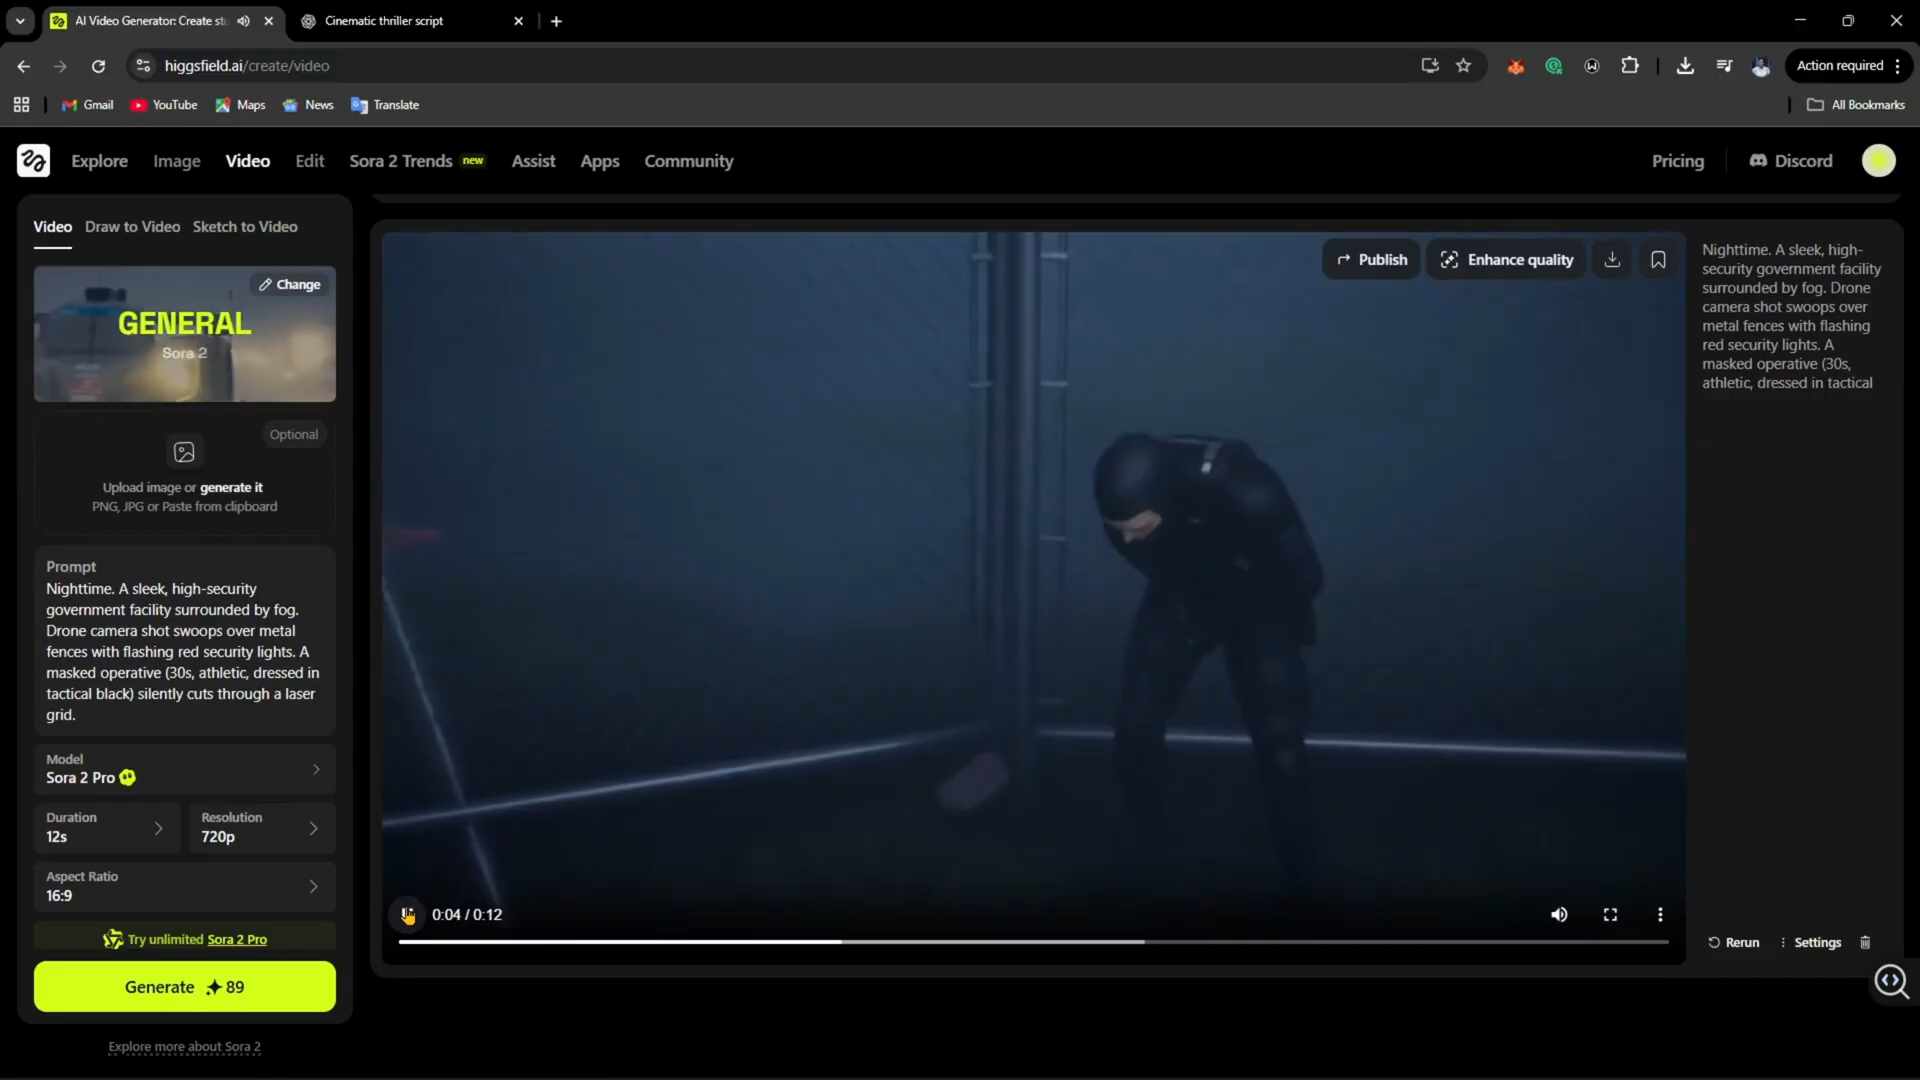 AI Video Generator: Create stu
Cinematic thriller script
higgsfield.ai/create/video
Action required
Gmail
YouTube
Maps
News
Translate
All Bookmarks
Explore
Image
Video
Edit
Sora 2 Trends new
Assist
Apps
Community
Pricing
Discord
Video
Draw to Video
Sketch to Video
Change
GENERAL
Sora 2
Optional
Upload image or generate it
PNG, JPG or Paste from clipboard
Prompt
Nighttime. A sleek, high-security
government facility surrounded by fog.
Drone camera shot swoops over metal
fences with flashing red security lights. A
masked operative (30s, athletic, dressed in
tactical black) silently cuts through a laser
grid.
Model
Sora 2 Pro
Duration
12s
Resolution
720p
Aspect Ratio
16:9
Try unlimited Sora 2 Pro
Generate 89
Explore more about Sora 2
Publish
Enhance quality
0:04 / 0:12
Nighttime. A sleek, high-
security government facility
surrounded by fog. Drone
camera shot swoops over
metal fences with flashing
red security lights. A
masked operative (30s,
athletic, dressed in tactical
Rerun
Settings